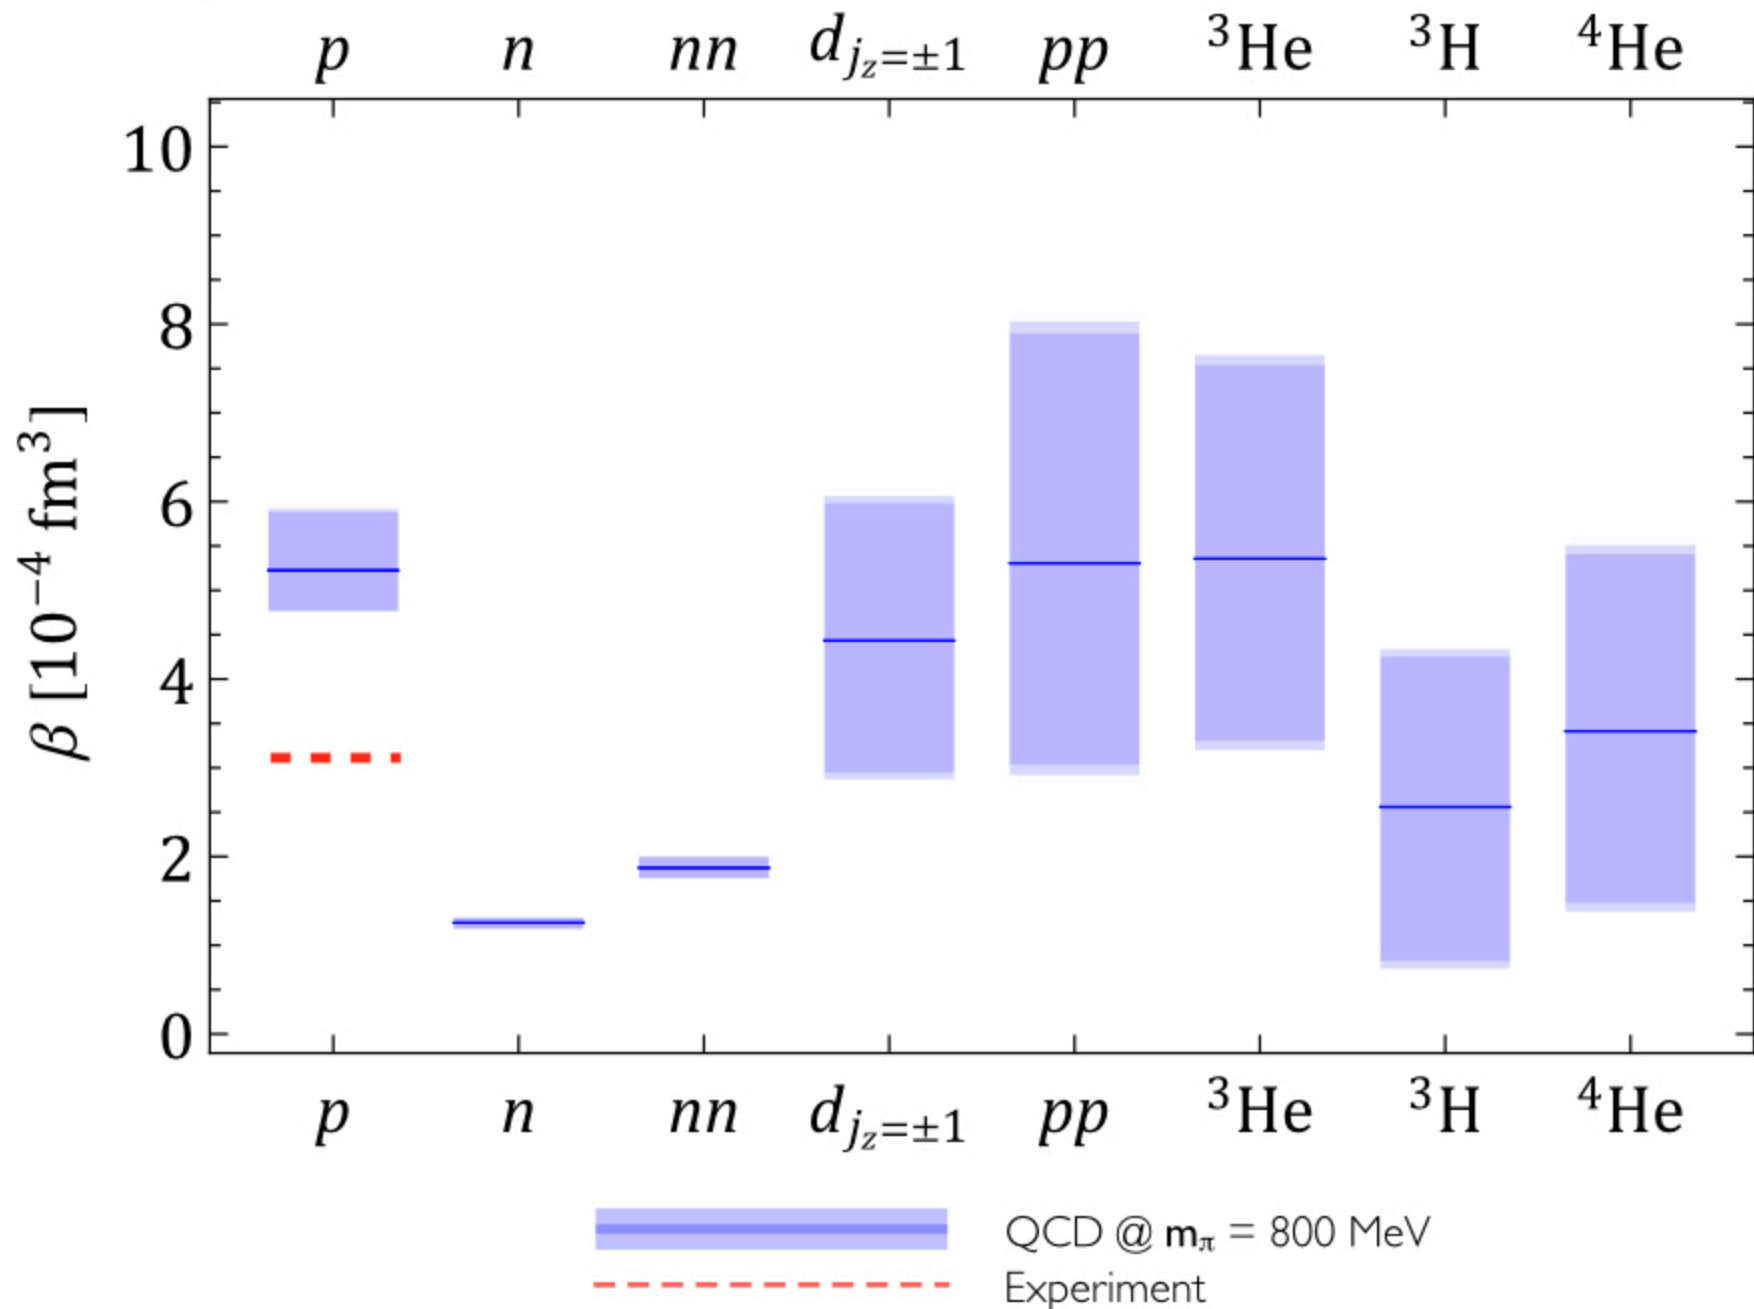 p n nn d_{j_z=±1} pp ³He ³H ⁴He
10
8
6
4
2
0
β [10⁻⁴ fm³]
p n nn d_{j_z=±1} pp ³He ³H ⁴He
QCD @ m_π = 800 MeV
Experiment